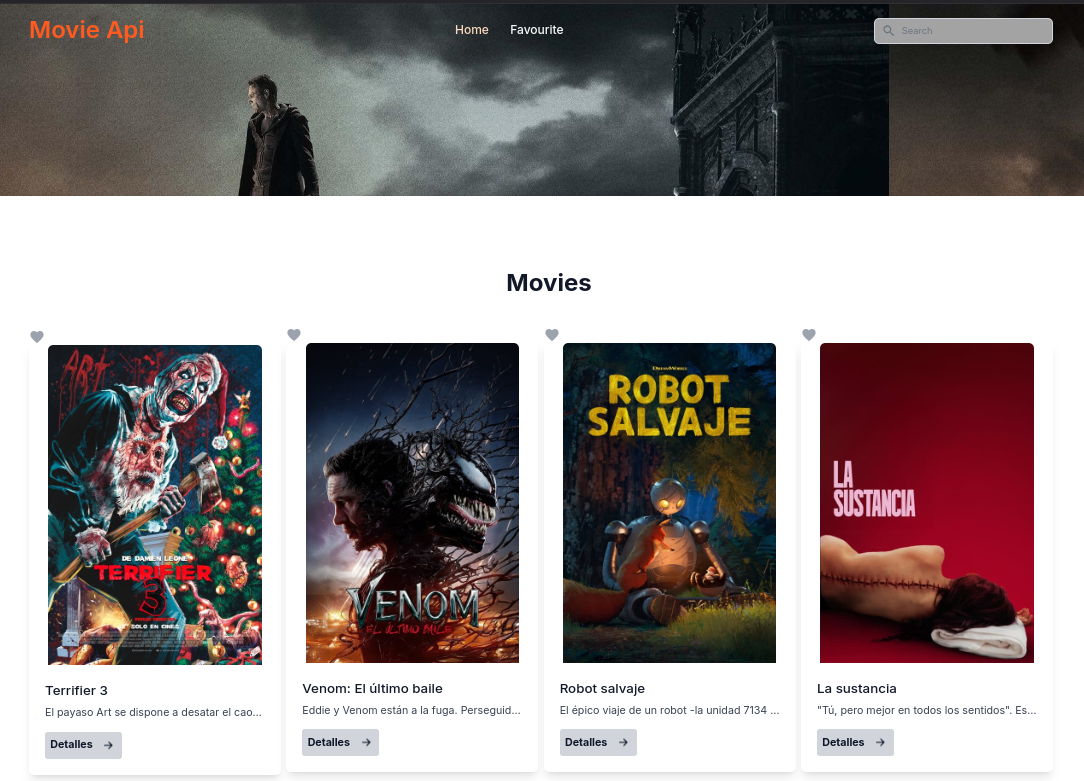 Movie Api
Home
Favourite
Search
Movies
ART
DE DAMIEN LEONE
TERRIFIER
3
SOLO EN CINES
VENOM
EL ÚLTIMO BAILE
DREAMWORKS
ROBOT
SALVAJE
LA
SUSTANCIA
Terrifier 3
El payaso Art se dispone a desatar el cao...
Detalles
Venom: El último baile
Eddie y Venom están a la fuga. Perseguid...
Detalles
Robot salvaje
El épico viaje de un robot -la unidad 7134 ...
Detalles
La sustancia
"Tú, pero mejor en todos los sentidos". Es...
Detalles